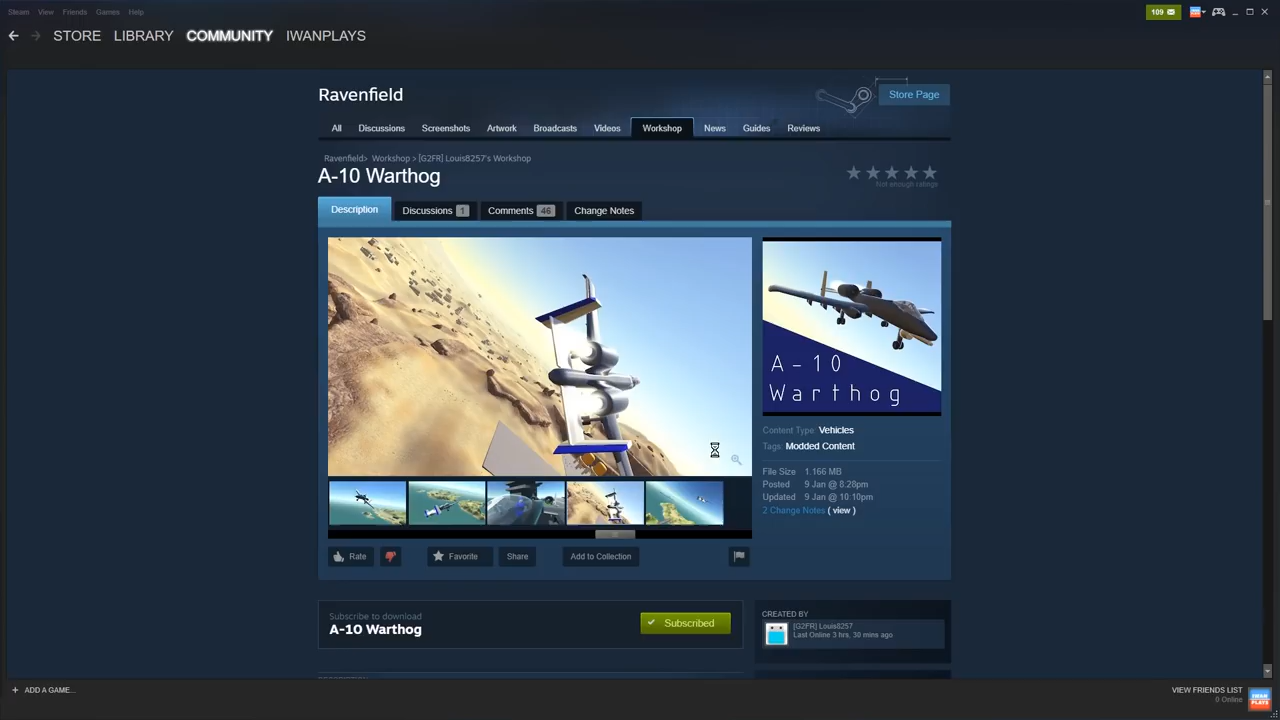 Steam View Friends Games Help
109
STORE LIBRARY COMMUNITY IWANPLAYS
Ravenfield
Store Page
All Discussions Screenshots Artwork Broadcasts Videos Workshop News Guides Reviews
Ravenfield> Workshop > [G2FR] Louis8257's Workshop
A-10 Warthog
Not enough ratings
Description Discussions 1 Comments 46 Change Notes
A-10
Warthog
Content Type: Vehicles
Tags: Modded Content
File Size 1.166 MB
Posted 9 Jan @ 8:28pm
Updated 9 Jan @ 10:10pm
2 Change Notes ( view )
Rate Favorite Share Add to Collection
Subscribe to download
A-10 Warthog
Subscribed
CREATED BY
[G2FR] Louis8257
Last Online 3 hrs, 30 mins ago
+ ADD A GAME...
VIEW FRIENDS LIST
0 Online
IWAN
PLAYS